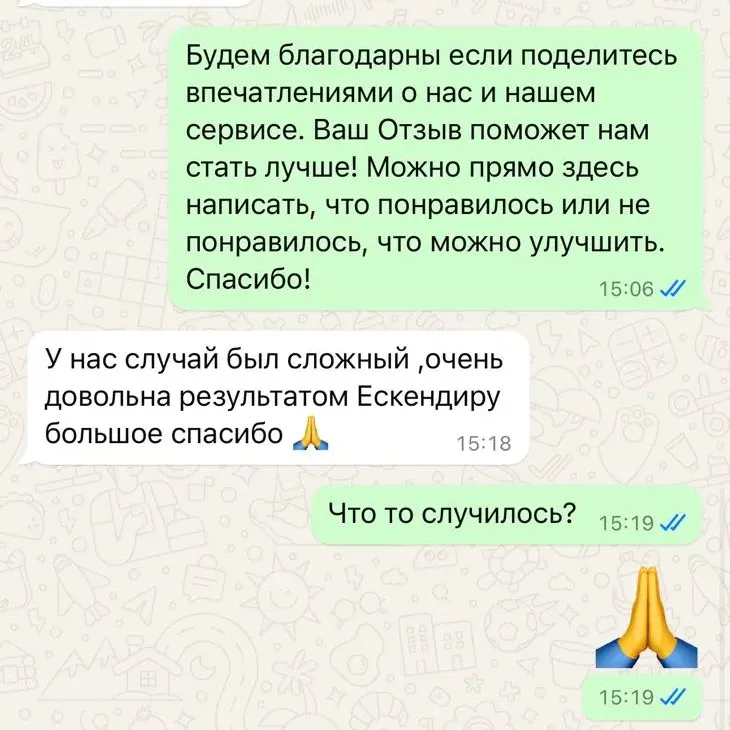 Будем благодарны если поделитесь
впечатлениями о нас и нашем
сервисе. Ваш Отзыв поможет нам
стать лучше! Можно прямо здесь
написать, что понравилось или не
понравилось, что можно улучшить.
Спасибо!
15:06
У нас случай был сложный ,очень
довольна результатом Ескендиру
большое спасибо 🙏
15:18
Что то случилось?
15:19
🙏
15:19